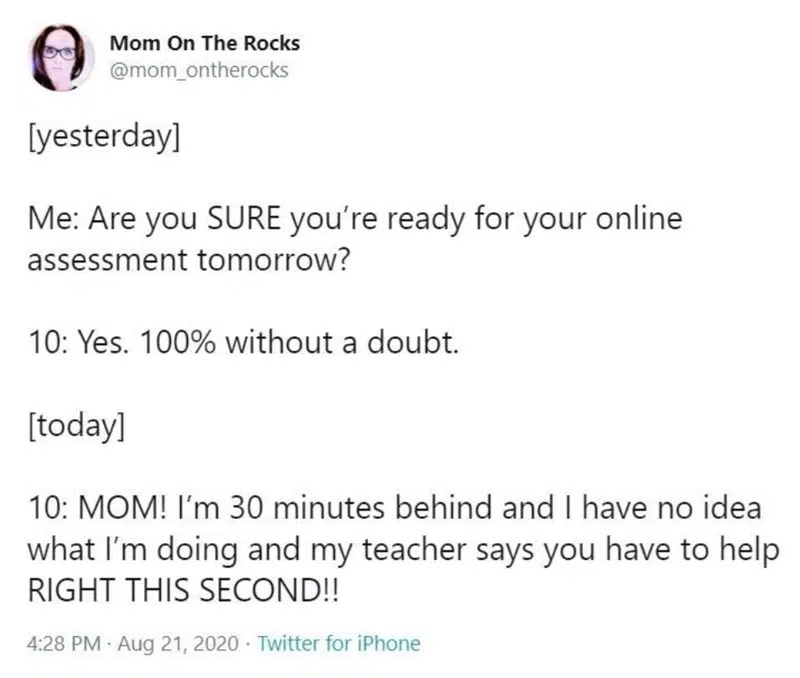 Mom On The Rocks
@mom_ontherocks
[yesterday]
Me: Are you SURE you're ready for your online
assessment tomorrow?
10: Yes. 100% without a doubt.
[today]
10: MOM! I'm 30 minutes behind and I have no idea
what I'm doing and my teacher says you have to help
RIGHT THIS SECOND!!
4:28 PM · Aug 21, 2020 · Twitter for iPhone